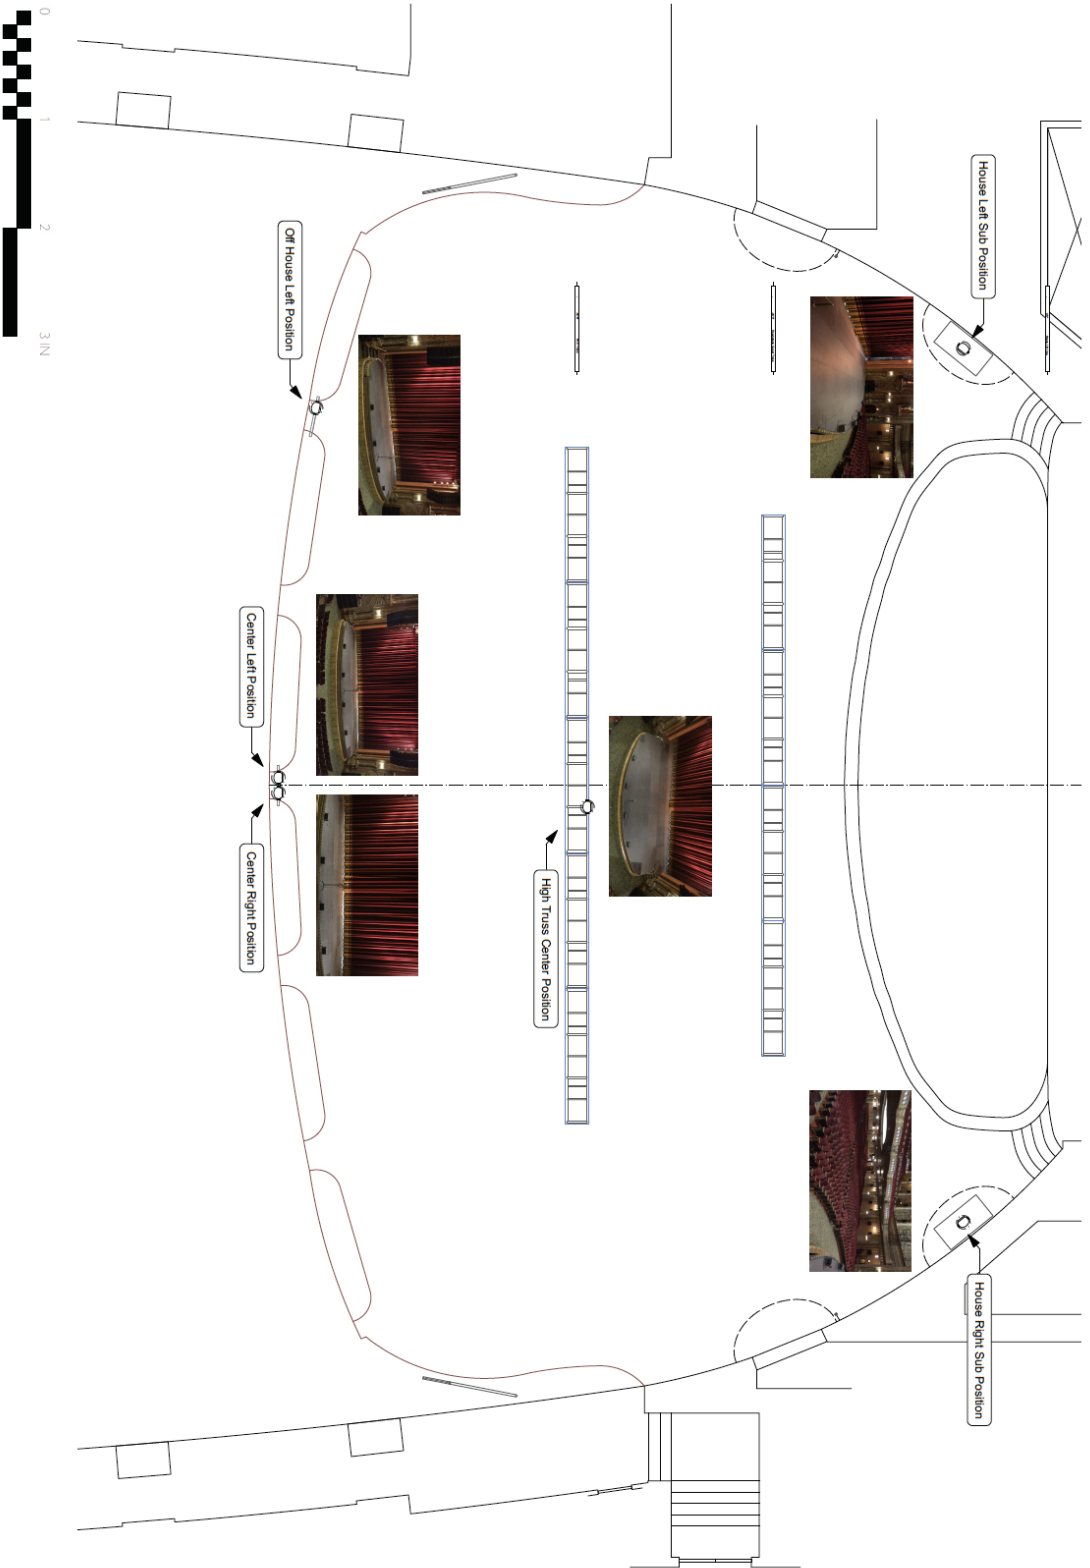 0
1
2
3 IN
House Left Sub Position
Off House Left Position
Center Left Position
Center Right Position
High Truss Center Position
House Right Sub Position